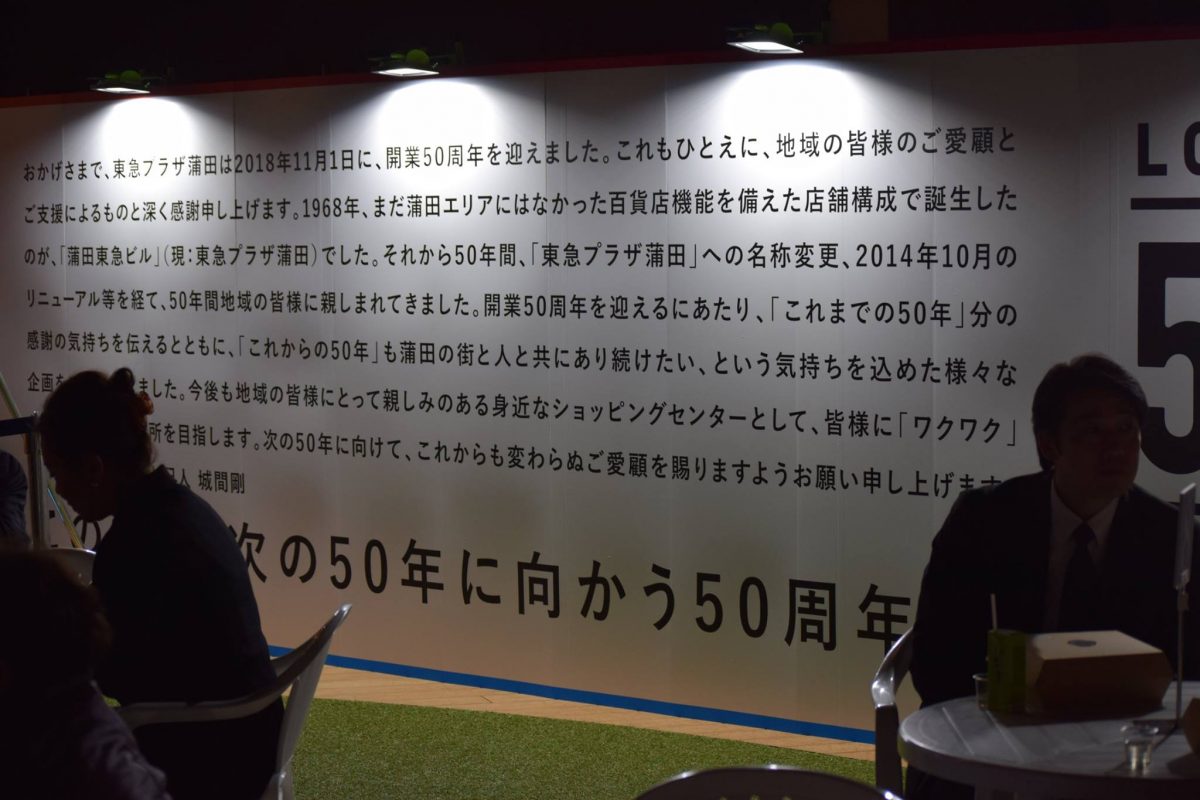 おかげさまで、東急プラザ蒲田は2018年11月1日に、開業50周年を迎えました。これもひとえに、地域の皆様のご愛顧と
ご支援によるものと深く感謝申し上げます。1968年、まだ蒲田エリアにはなかった百貨店機能を備えた店舗構成で誕生した
のが、「蒲田東急ビル」(現:東急プラザ蒲田)でした。それから50年間、「東急プラザ蒲田」への名称変更、2014年10月の
リニューアル等を経て、50年間地域の皆様に親しまれてきました。開業50周年を迎えるにあたり、「これまでの50年」分の
感謝の気持ちを伝えるとともに、「これからの50年」も蒲田の街と人と共にあり続けたい、という気持ちを込めた様々な
企画をました。今後も地域の皆様にとって親しみのある身近なショッピングセンターとして、皆様に「ワクワク」
所を目指します。次の50年に向けて、これからも変わらぬご愛顧を賜りますようお願い申し上げます。
人 城間剛
次の50年に向かう50周年
LO
5